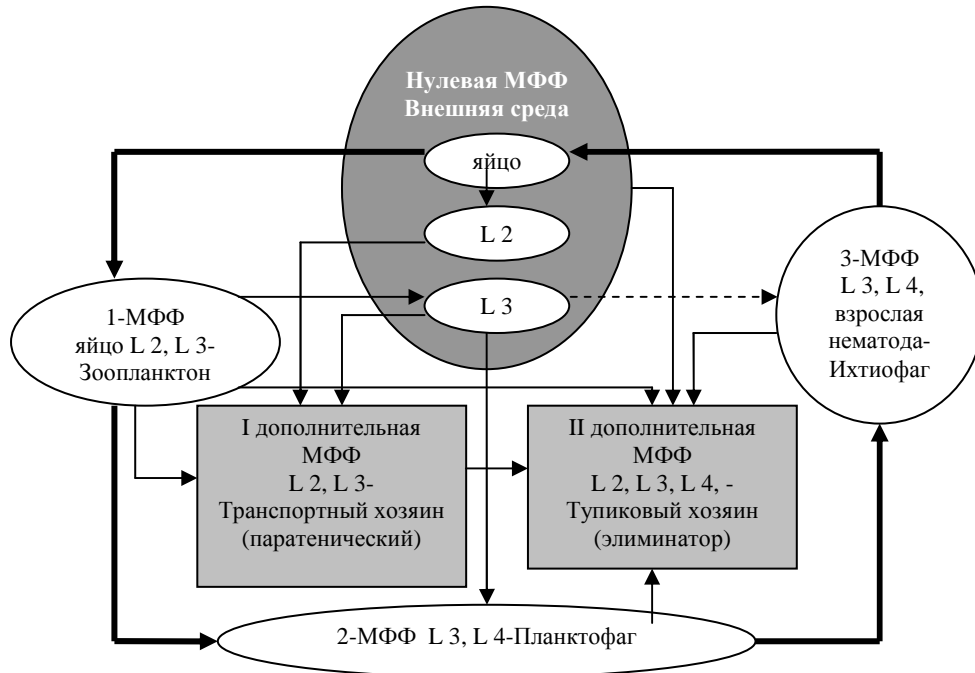 Нулевая МФФ
Внешняя среда
яйцо
L 2
L 3
1-МФФ
яйцо L 2, L 3-
Зоопланктон
3-МФФ
L 3, L 4,
взрослая
нематода-
Ихтиофаг
I дополнительная
МФФ
L 2, L 3-
Транспортный хозяин
(паратенический)
II дополнительная
МФФ
L 2, L 3, L 4, -
Тупиковый хозяин
(элиминатор)
2-МФФ L 3, L 4-Планктофаг